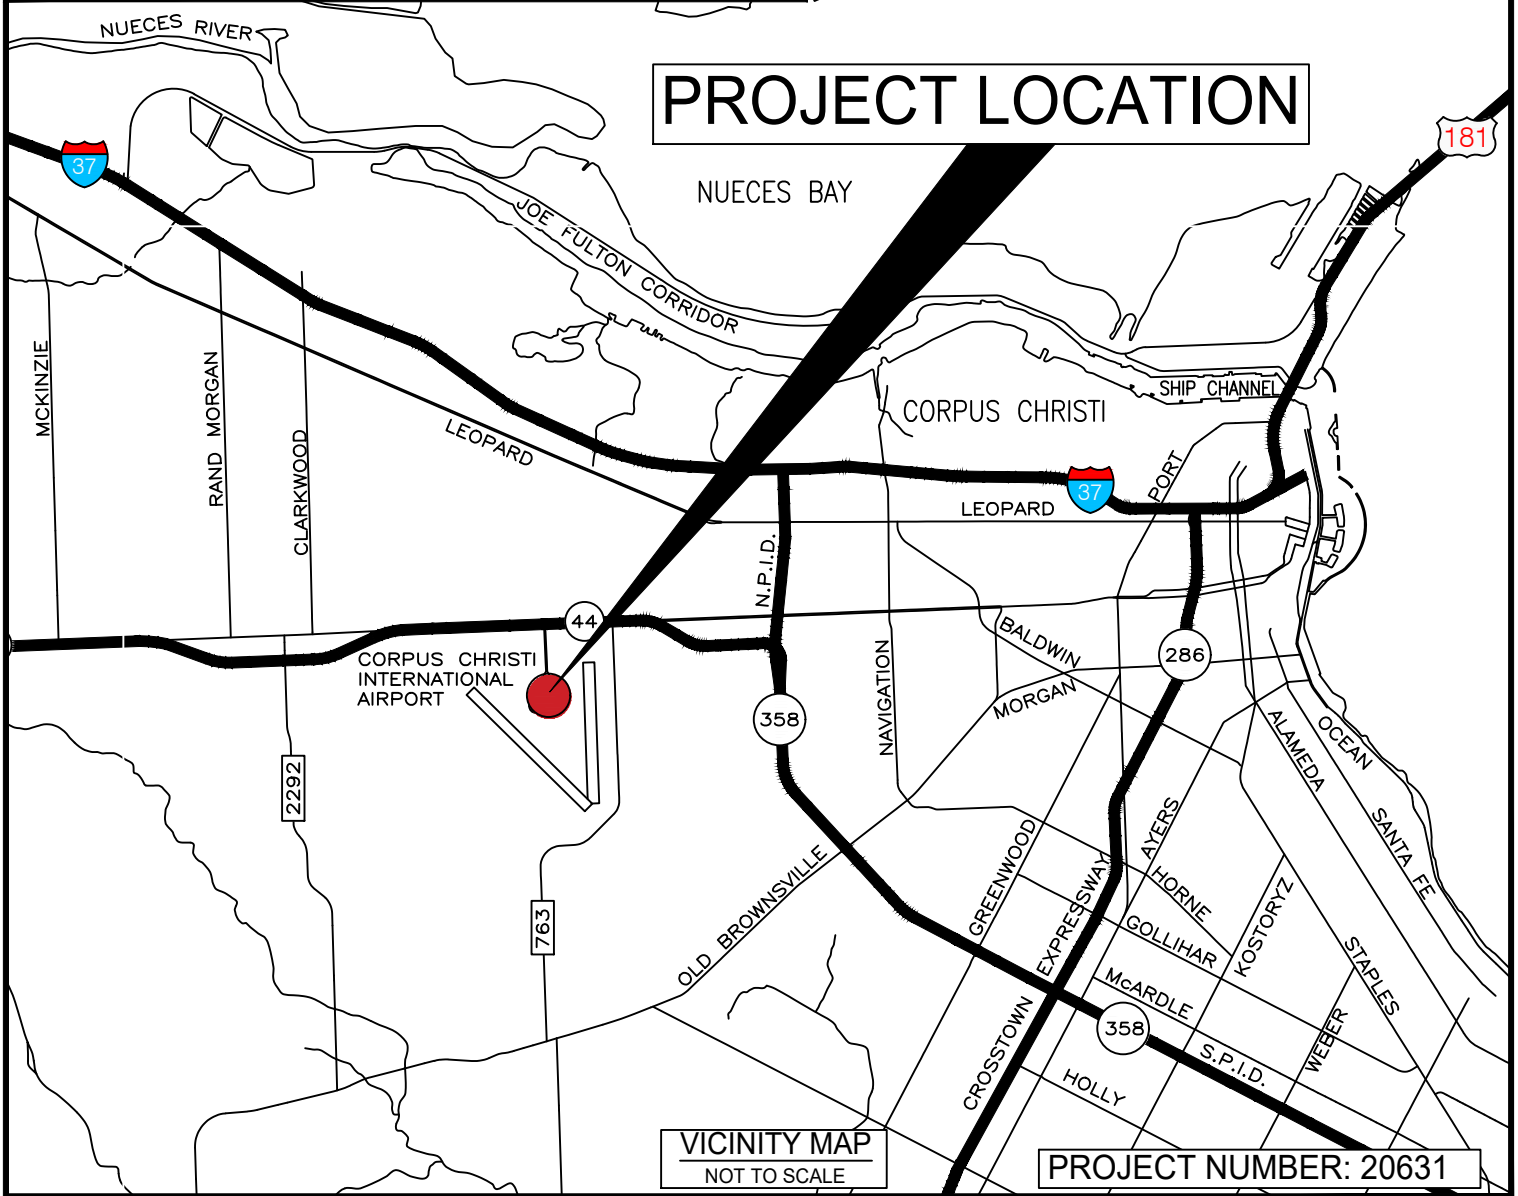 NUECES RIVER
PROJECT LOCATION
181
37
NUECES BAY
JOE FULTON CORRIDOR
MCKINZIE
RAND MORGAN
CLARKWOOD
LEOPARD
SHIP CHANNEL
CORPUS CHRISTI
PORT
37
LEOPARD
N.P.I.D.
44
CORPUS CHRISTI
INTERNATIONAL
AIRPORT
BALDWIN
286
MORGAN
NAVIGATION
358
2292
OCEAN
ALAMEDA
SANTA FE
AYERS
GREENWOOD
HORNE
KOSTORYZ
GOLLIHAR
763
OLD BROWNSVILLE
CROSSTOWN EXPRESSWAY
STAPLES
McARDLE
358
WEBER
S.P.I.D.
HOLLY
VICINITY MAP
NOT TO SCALE
PROJECT NUMBER: 20631